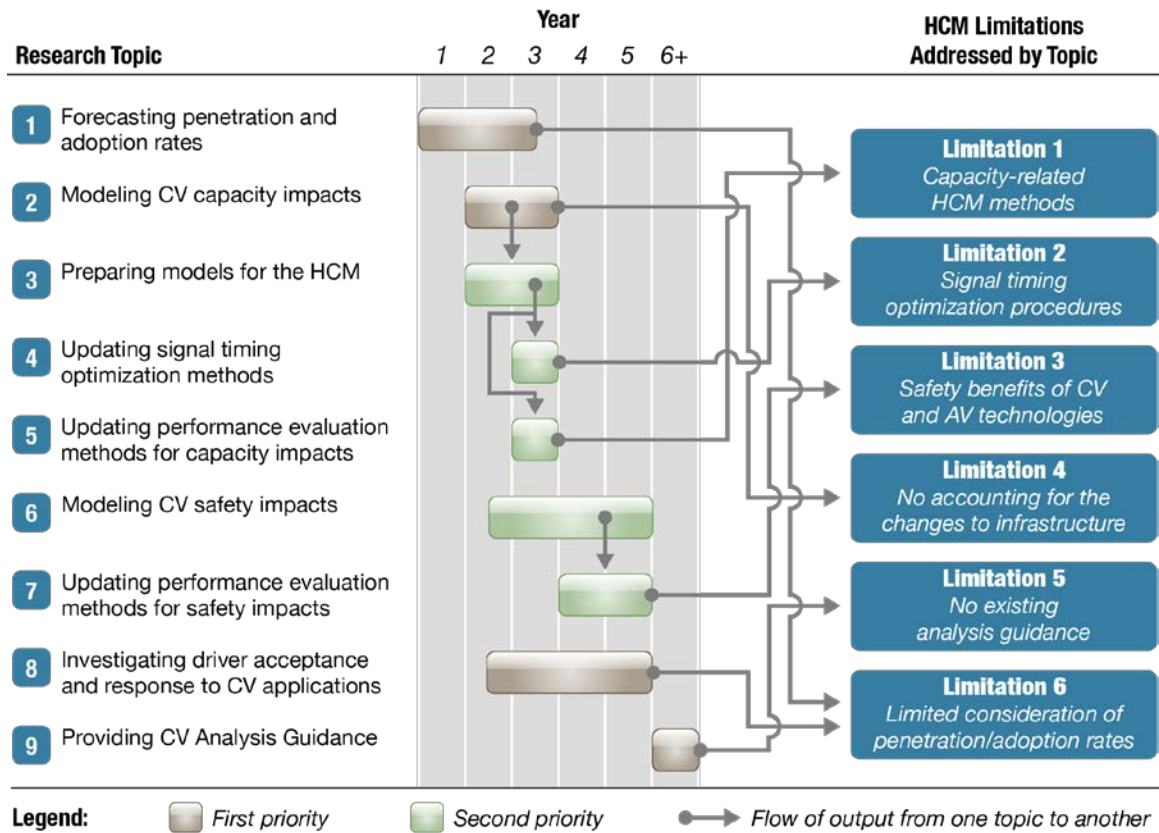 Year
HCM Limitations
Addressed by Topic
Research Topic
1 2 3 4 5 6+
1
Forecasting penetration and
adoption rates
2
Modeling CV capacity impacts
3
Preparing models for the HCM
4
Updating signal timing
optimization methods
5
Updating performance evaluation
methods for capacity impacts
6
Modeling CV safety impacts
7
Updating performance evaluation
methods for safety impacts
8
Investigating driver acceptance
and response to CV applications
9
Providing CV Analysis Guidance
Limitation 1
Capacity-related
HCM methods
Limitation 2
Signal timing
optimization procedures
Limitation 3
Safety benefits of CV
and AV technologies
Limitation 4
No accounting for the
changes to infrastructure
Limitation 5
No existing
analysis guidance
Limitation 6
Limited consideration of
penetration/adoption rates
Legend:
First priority
Second priority
Flow of output from one topic to another